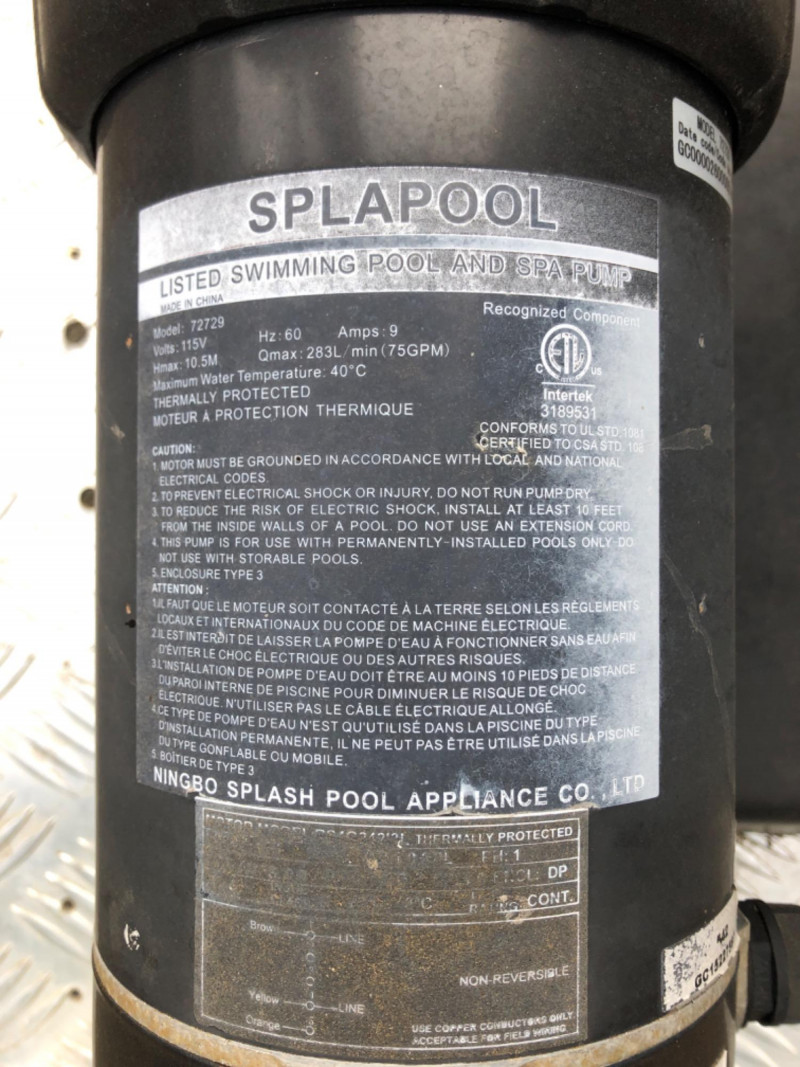 MODEL
Date code
SPLAPOOL
LISTED SWIMMING POOL AND SPA PUMP
MADE IN CHINA
Recognized Component
Model: 72729
Volts: 115V Hz: 60 Amps: 9
Hmax: 10.5M Qmax: 283L/min (75GPM)
Maximum Water Temperature: 40°C
THERMALLY PROTECTED
MOTEUR À PROTECTION THERMIQUE
C ETL US
Intertek
3189531
CONFORMS TO UL STD.1081
CERTIFIED TO CSA STD. 108
CAUTION:
1. MOTOR MUST BE GROUNDED IN ACCORDANCE WITH LOCAL AND NATIONAL
ELECTRICAL CODES.
2. TO PREVENT ELECTRICAL SHOCK OR INJURY, DO NOT RUN PUMP DRY.
3. TO REDUCE THE RISK OF ELECTRIC SHOCK, INSTALL AT LEAST 10 FEET
FROM THE INSIDE WALLS OF A POOL. DO NOT USE AN EXTENSION CORD.
4. THIS PUMP IS FOR USE WITH PERMANENTLY-INSTALLED POOLS ONLY-DO
NOT USE WITH STORABLE POOLS.
5. ENCLOSURE TYPE 3
ATTENTION:
1.IL FAUT QUE LE MOTEUR SOIT CONTACTÉ À LA TERRE SELON LES RÈGLEMENTS
LOCAUX ET INTERNATIONAUX DU CODE DE MACHINE ÉLECTRIQUE.
2.IL EST INTERDIT DE LAISSER LA POMPE D'EAU À FONCTIONNER SANS EAU AFIN
D'ÉVITER LE CHOC ÉLECTRIQUE OU DES AUTRES RISQUES.
3.L'INSTALLATION DE POMPE D'EAU DOIT ÊTRE AU MOINS 10 PIEDS DE DISTANCE
DU PAROI INTERNE DE PISCINE POUR DIMINUER LE RISQUE DE CHOC
ÉLECTRIQUE. N'UTILISER PAS LE CÂBLE ÉLECTRIQUE ALLONGÉ.
4.CE TYPE DE POMPE D'EAU N'EST QU'UTILISÉ DANS LA PISCINE DU TYPE
D'INSTALLATION PERMANENTE, IL NE PEUT PAS ÊTRE UTILISÉ DANS LA PISCINE
DU TYPE GONFLABLE OU MOBILE.
5. BOÎTIER DE TYPE 3
NINGBO SPLASH POOL APPLIANCE CO., LTD
MOTOR MODEL THERMALLY PROTECTED
PH: 1
ENCL: DP
°C RATING: CONT.
Brow LINE
NON-REVERSIBLE
Yellow LINE
Orange
USE COPPER CONDUCTORS ONLY
ACCEPTABLE FOR FIELD WIRING